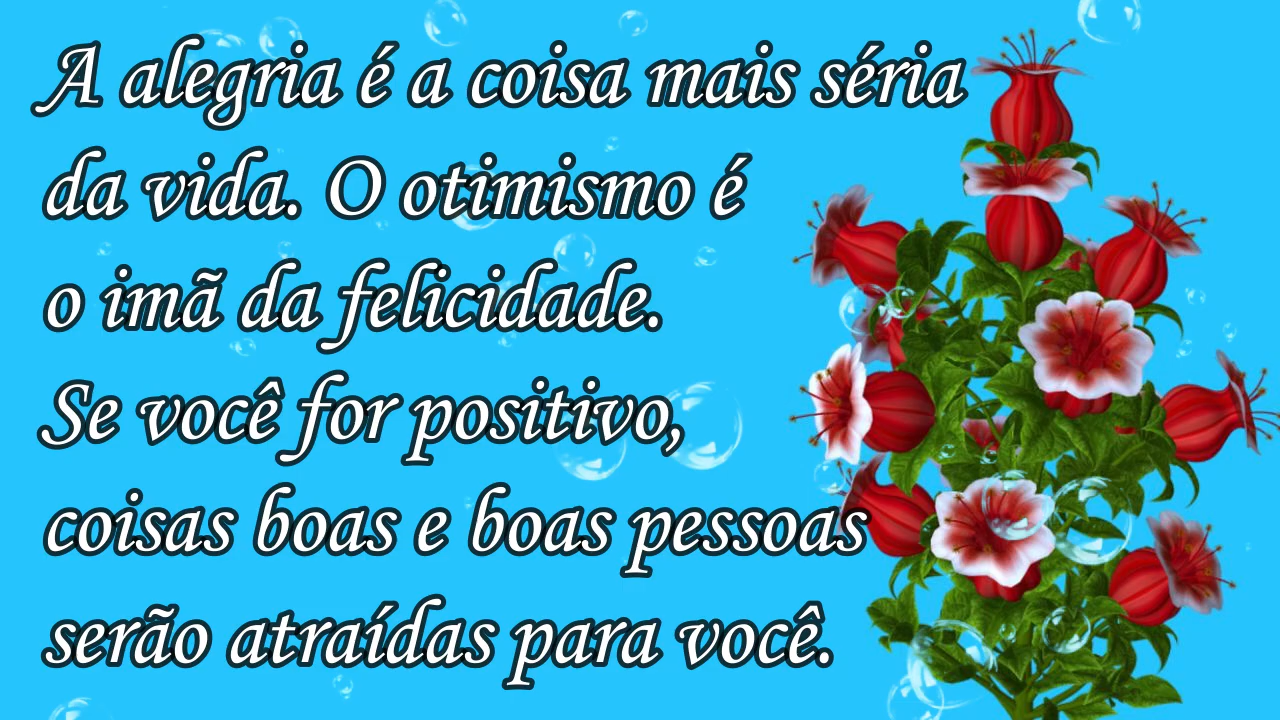 A alegria é a coisa mais séria
da vida. O otimismo é
o imã da felicidade.
Se você for positivo,
coisas boas e boas pessoas
serão atraídas para você.